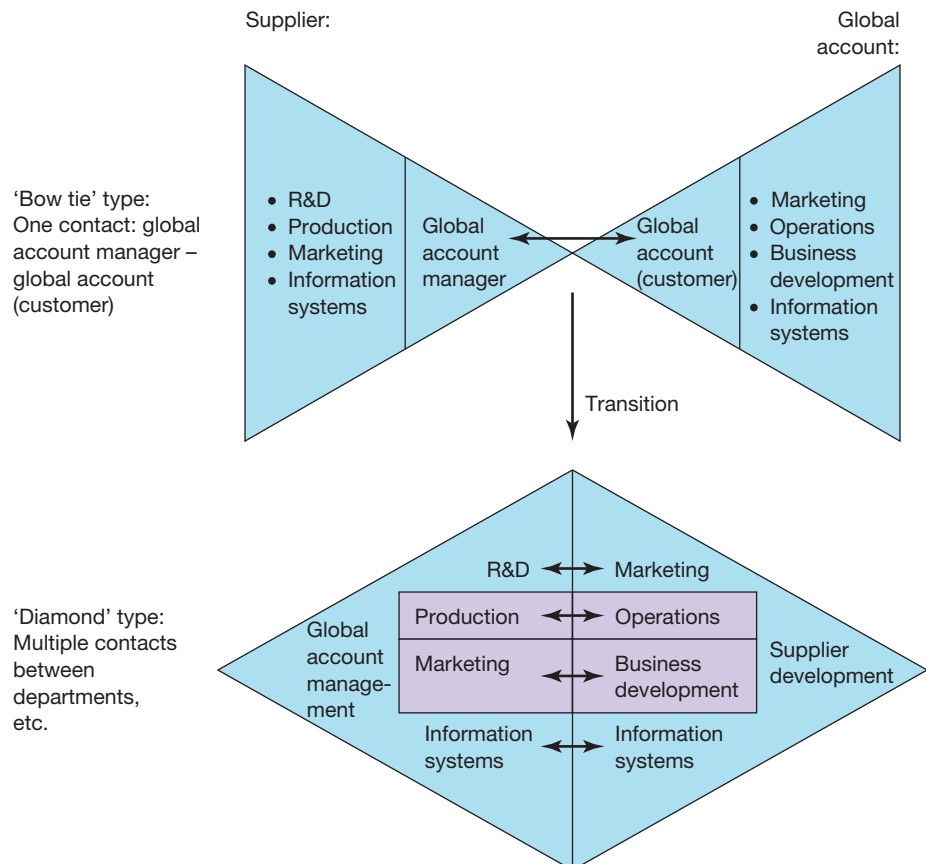 Supplier:
Global
account:
‘Bow tie’ type:
One contact: global
account manager –
global account
(customer)
• R&D
• Production
• Marketing
• Information
systems
Global
account
manager
Global
account
(customer)
• Marketing
• Operations
• Business
development
• Information
systems
Transition
‘Diamond’ type:
Multiple contacts
between
departments,
etc.
Global
account
manage-
ment
R&D
Marketing
Production
Operations
Marketing
Business
development
Information
systems
Information
systems
Supplier
development